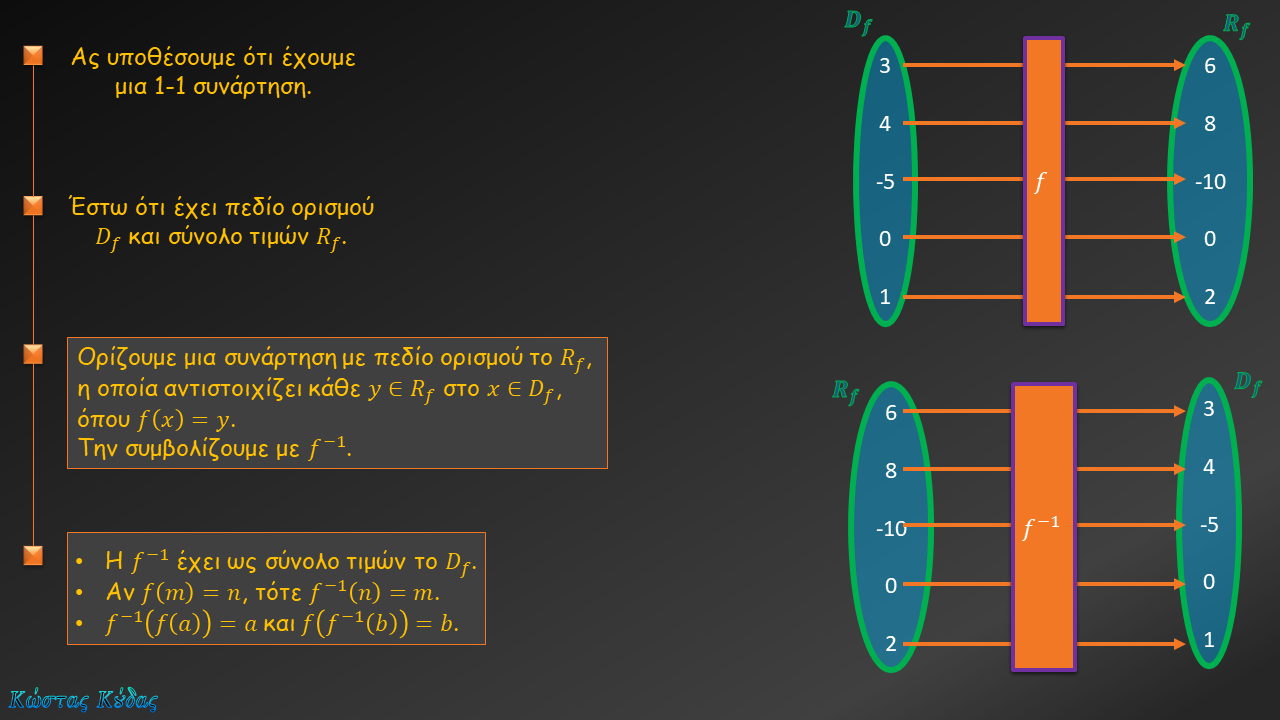 Ας υποθέσουμε ότι έχουμε
μια 1-1 συνάρτηση.
Έστω ότι έχει πεδίο ορισμού
D_f και σύνολο τιμών R_f.
Ορίζουμε μια συνάρτηση με πεδίο ορισμού το R_f,
η οποία αντιστοιχίζει κάθε y ∈ R_f στο x ∈ D_f,
όπου f(x) = y.
Την συμβολίζουμε με f⁻¹.
• Η f⁻¹ έχει ως σύνολο τιμών το D_f.
• Αν f(m) = n, τότε f⁻¹(n) = m.
• f⁻¹(f(a)) = a και f(f⁻¹(b)) = b.
D_f R_f
3 6
4 8
-5 f -10
0 0
1 2
R_f D_f
6 3
8 4
-10 f⁻¹ -5
0 0
2 1
Κώστας Κύδας